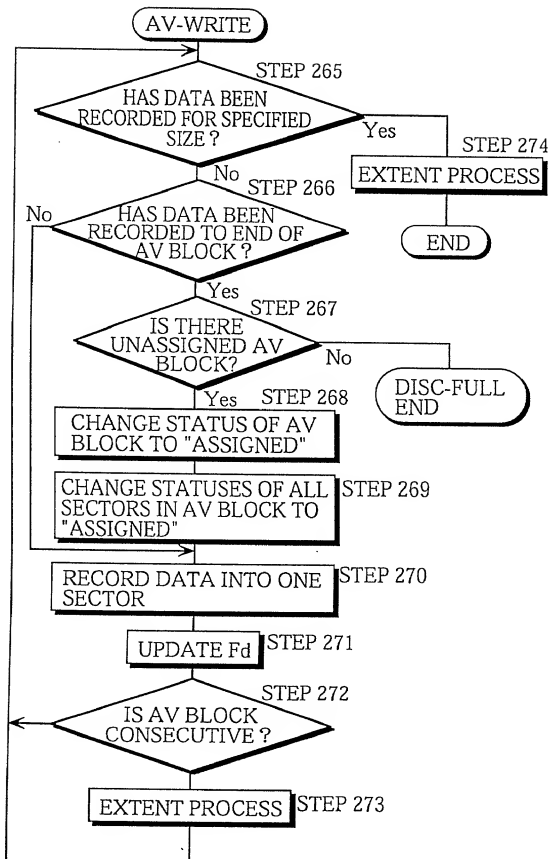 AV-WRITE
STEP 265
HAS DATA BEEN
RECORDED FOR SPECIFIED
SIZE ?
Yes
STEP 274
EXTENT PROCESS
END
No
STEP 266
No
HAS DATA BEEN
RECORDED TO END OF
AV BLOCK ?
Yes
STEP 267
IS THERE
UNASSIGNED AV
BLOCK?
No
DISC-FULL
END
Yes
STEP 268
CHANGE STATUS OF AV
BLOCK TO "ASSIGNED"
CHANGE STATUSES OF ALL
SECTORS IN AV BLOCK TO
"ASSIGNED"
STEP 269
RECORD DATA INTO ONE
SECTOR
STEP 270
UPDATE Fd
STEP 271
STEP 272
IS AV BLOCK
CONSECUTIVE ?
EXTENT PROCESS
STEP 273